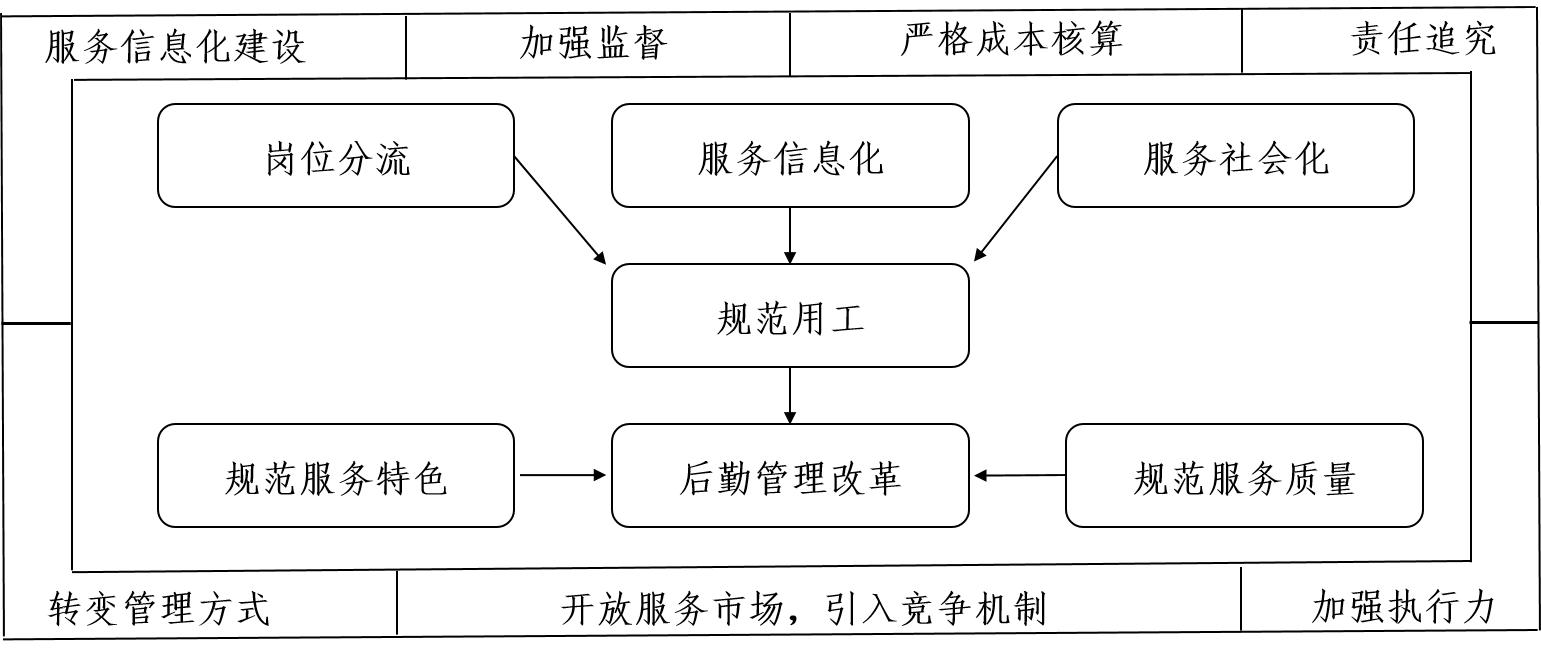 服务信息化建设 加强监督 严格成本核算 责任追究
岗位分流 服务信息化 服务社会化
规范用工
规范服务特色 后勤管理改革 规范服务质量
转变管理方式 开放服务市场，引入竞争机制 加强执行力